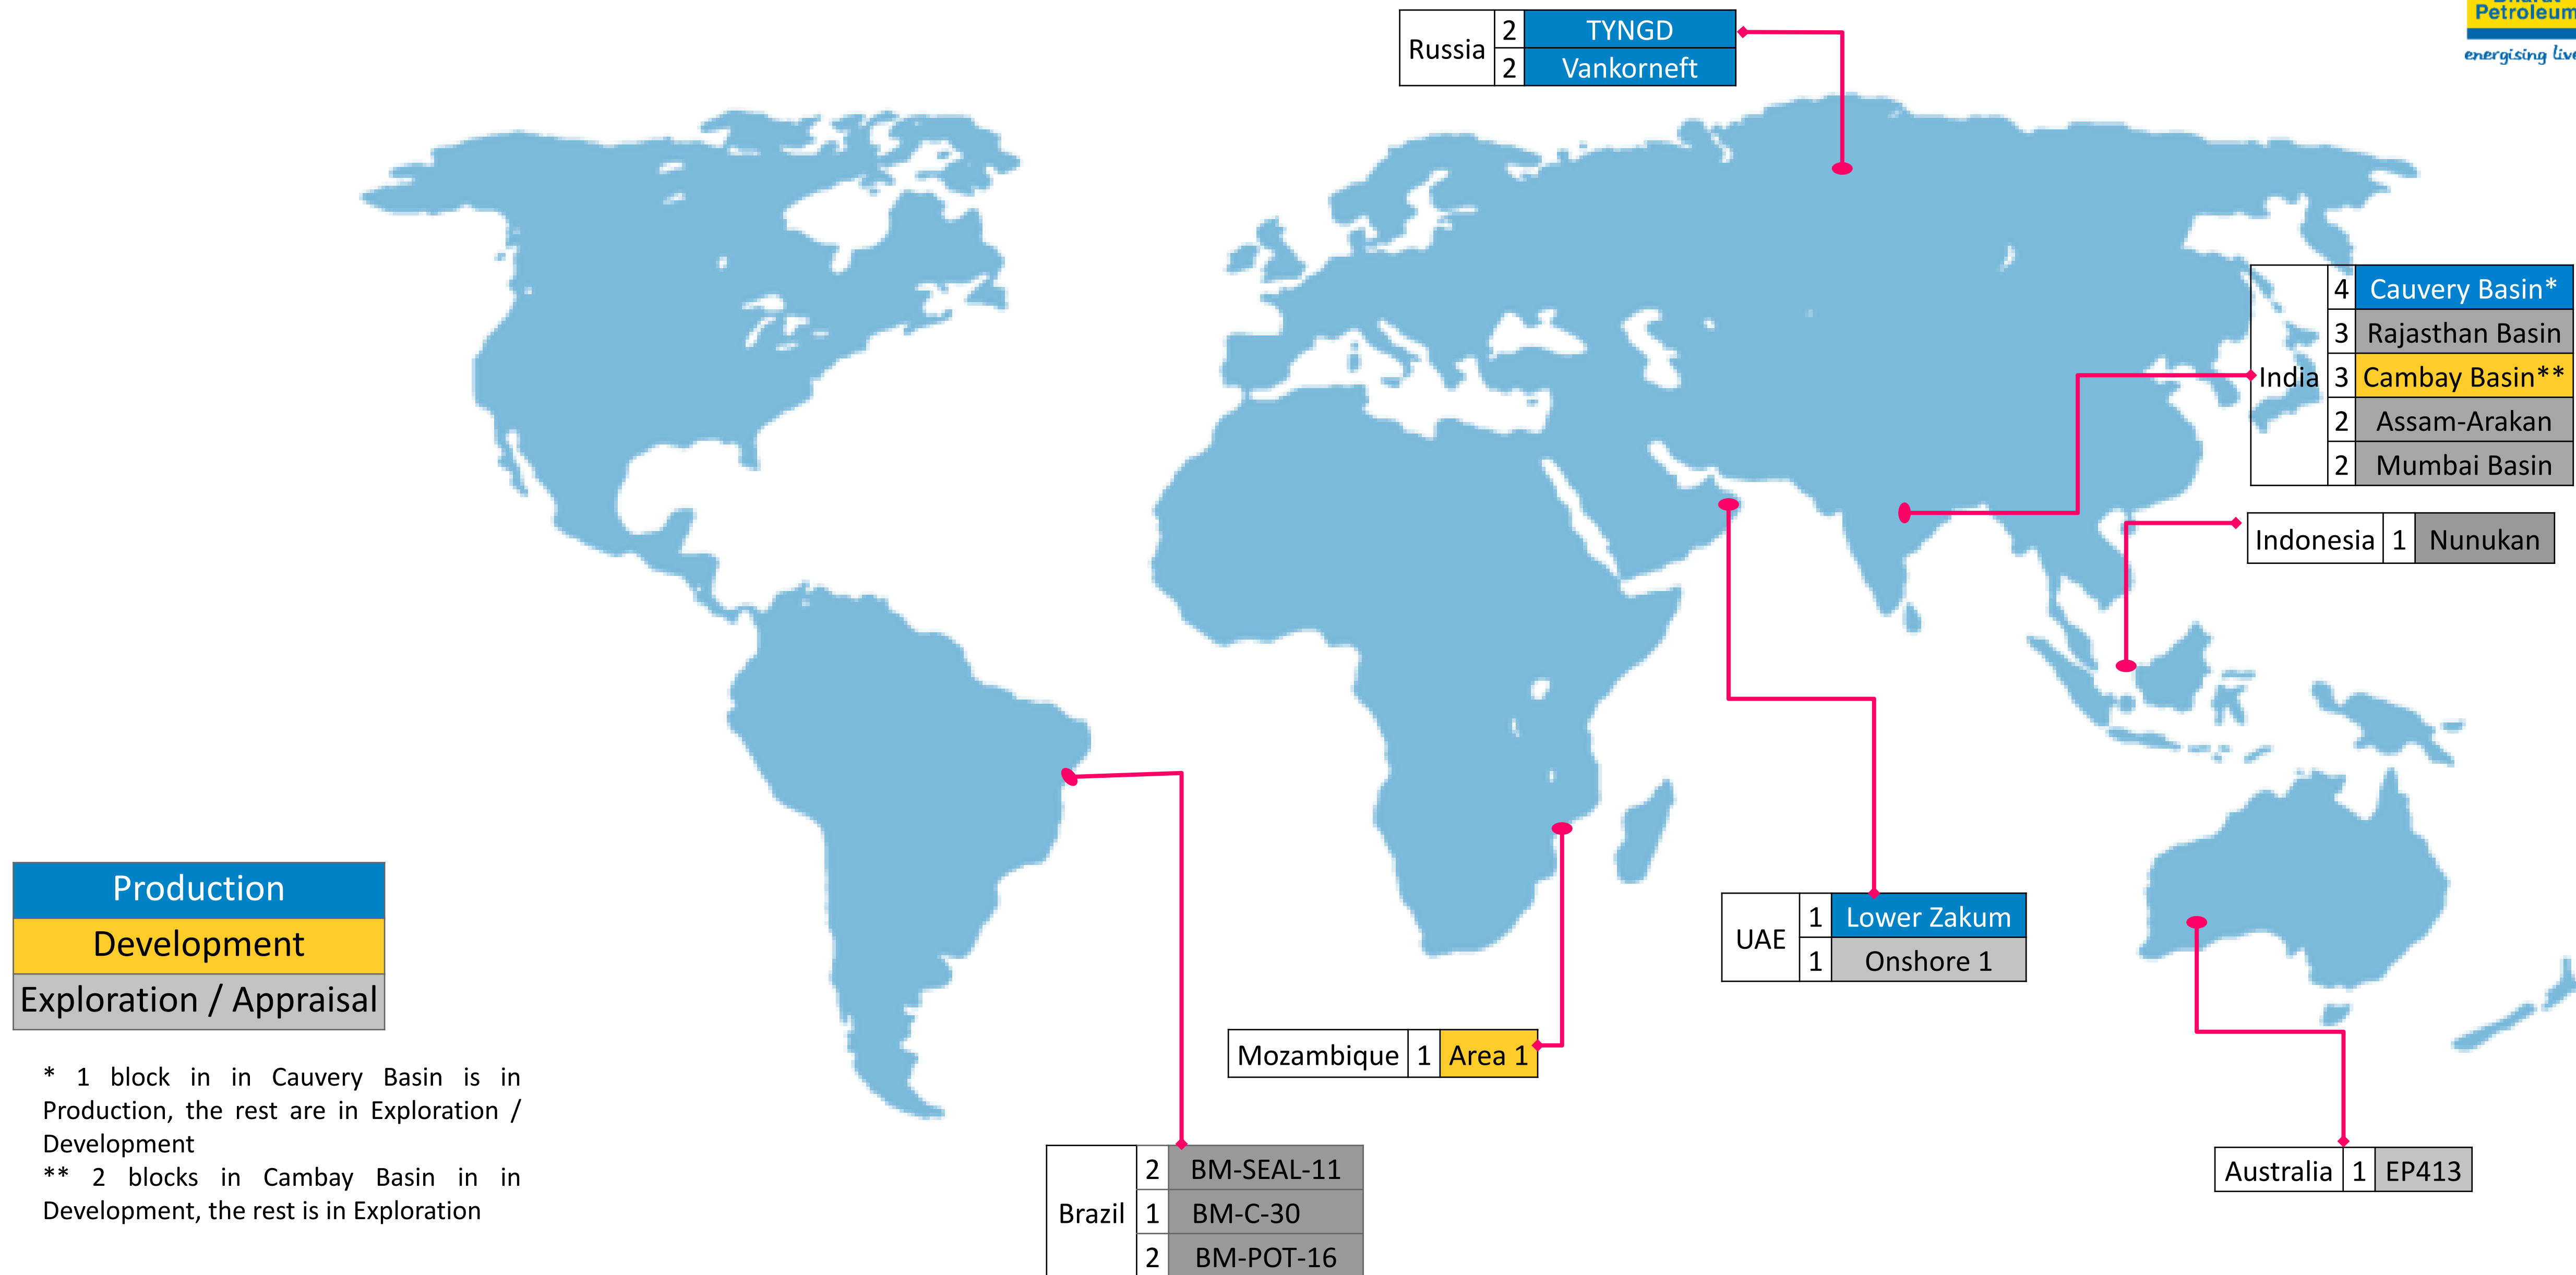 Petroleum
Russia 2 TYNGD
2 Vankorneft
India 4 Cauvery Basin*
3 Rajasthan Basin
3 Cambay Basin**
2 Assam-Arakan
2 Mumbai Basin
Indonesia 1 Nunukan
Production
Development
Exploration / Appraisal
* 1 block in in Cauvery Basin is in
Production, the rest are in Exploration /
Development
** 2 blocks in Cambay Basin in in
Development, the rest is in Exploration
UAE 1 Lower Zakum
1 Onshore 1
Mozambique 1 Area 1
Brazil 2 BM-SEAL-11
1 BM-C-30
2 BM-POT-16
Australia 1 EP413
energising